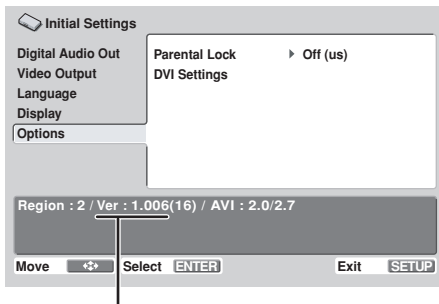 Initial Settings
Digital Audio Out
Video Output
Language
Display
Options
Parental Lock Off (us)
DVI Settings
Region : 2 / Ver : 1.006(16) / AVI : 2.0/2.7
Move Select ENTER Exit SETUP